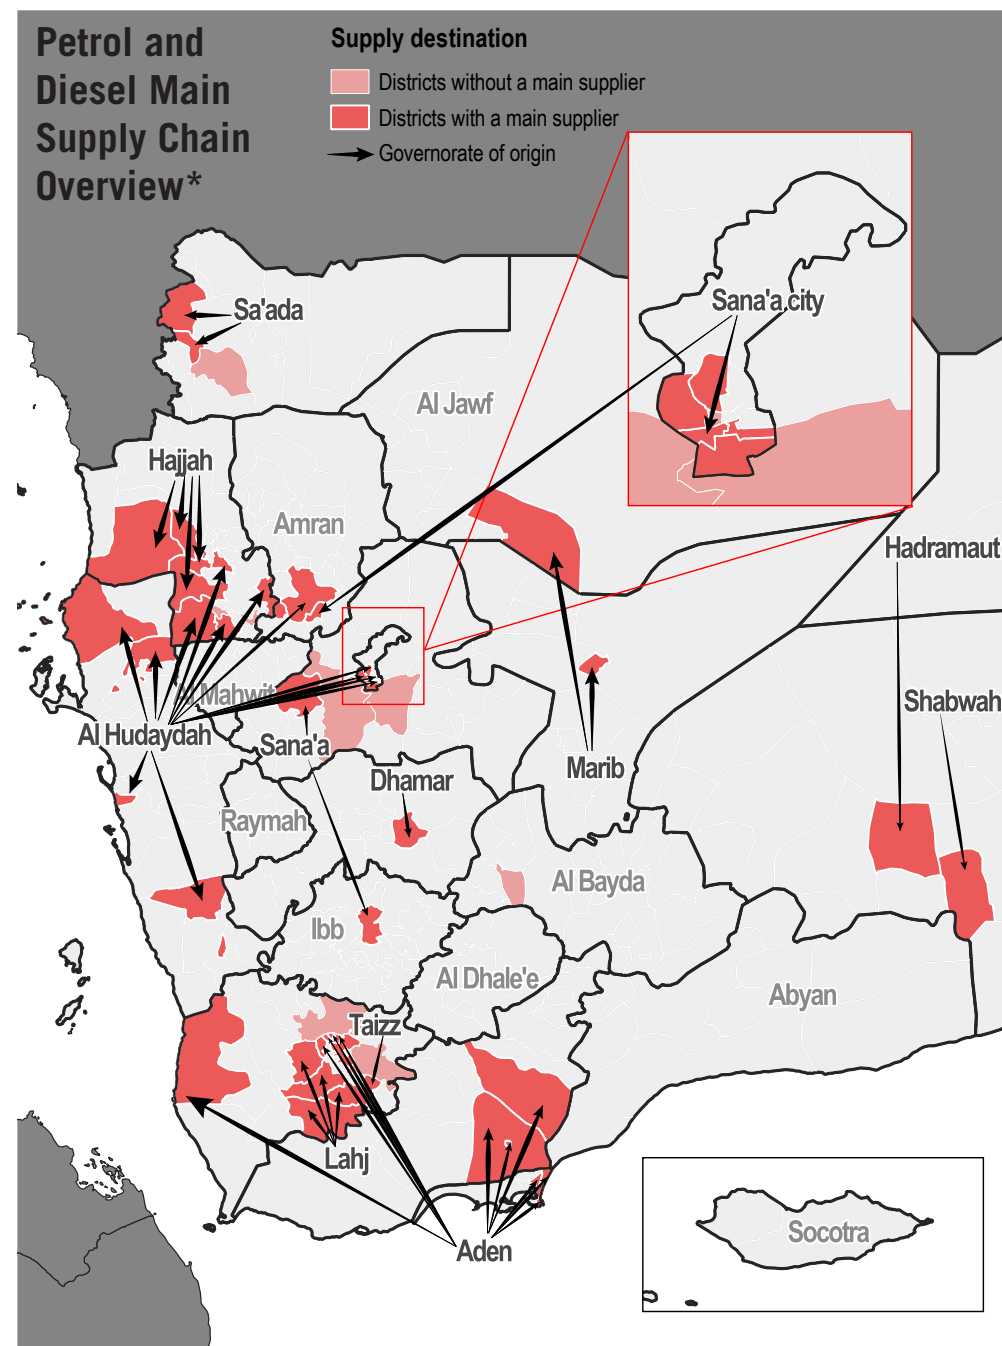 Petrol and
Diesel Main
Supply Chain
Overview*
Supply destination
Districts without a main supplier
Districts with a main supplier
Governorate of origin
Sana'a city
Sa'ada
Al Jawf
Hajjah
Amran
Hadramaut
Al Mahwit
Shabwah
Al Hudaydah
Sana'a
Marib
Dhamar
Raymah
Al Bayda
Ibb
Al Dhale'e
Abyan
Taizz
Lahj
Aden
Socotra